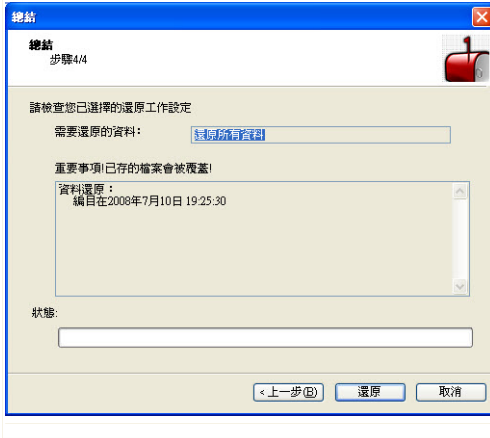 總結
總結
步驟4/4
請檢查您已選擇的還原工作設定
需要還原的資料：
還原所有資料
重要事項!已存的檔案會被覆蓋!
資料還原：
編目在2008年7月10日 19:25:30
狀態:
<上一步(B)
還原
取消